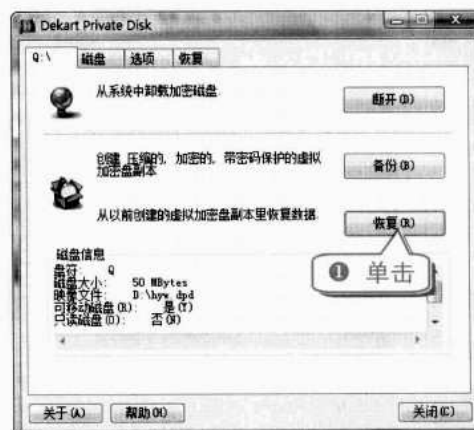 Dekart Private Disk
Q:\ 磁盘 选项 恢复
从系统中卸载加密磁盘
断开(D)
创建 压缩的, 加密的, 带密码保护的虚拟
加密盘副本
备份(B)
从以前创建的虚拟加密盘副本里恢复数据
恢复(R)
❶ 单击
磁盘信息
盘符: Q
磁盘大小: 50 MBytes
映像文件: D:\hyw.dpd
可移动磁盘(R): 是(Y)
只读磁盘(O): 否(N)
关于(A) 帮助(H) 关闭(C)